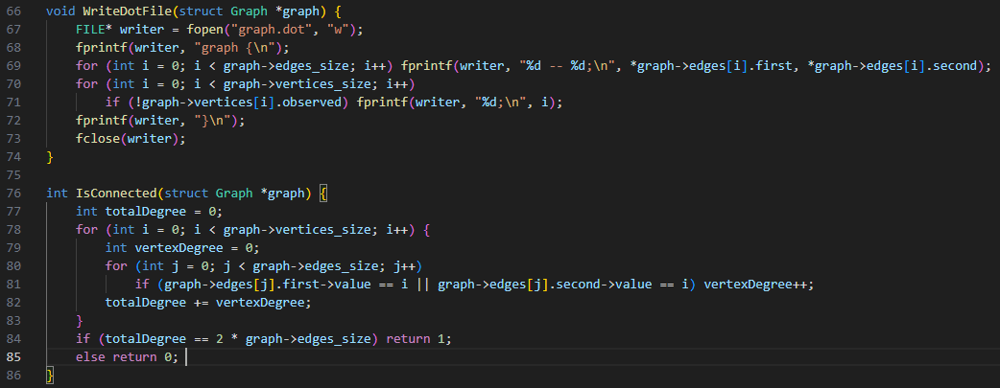 66 void WriteDotFile(struct Graph *graph) {
67     FILE* writer = fopen("graph.dot", "w");
68     fprintf(writer, "graph {\n");
69     for (int i = 0; i < graph->edges_size; i++) fprintf(writer, "%d -- %d;\n", *graph->edges[i].first, *graph->edges[i].second);
70     for (int i = 0; i < graph->vertices_size; i++)
71         if (!graph->vertices[i].observed) fprintf(writer, "%d;\n", i);
72     fprintf(writer, "}\n");
73     fclose(writer);
74 }
75
76 int IsConnected(struct Graph *graph) {
77     int totalDegree = 0;
78     for (int i = 0; i < graph->vertices_size; i++) {
79         int vertexDegree = 0;
80         for (int j = 0; j < graph->edges_size; j++)
81             if (graph->edges[j].first->value == i || graph->edges[j].second->value == i) vertexDegree++;
82         totalDegree += vertexDegree;
83     }
84     if (totalDegree == 2 * graph->edges_size) return 1;
85     else return 0;
86 }